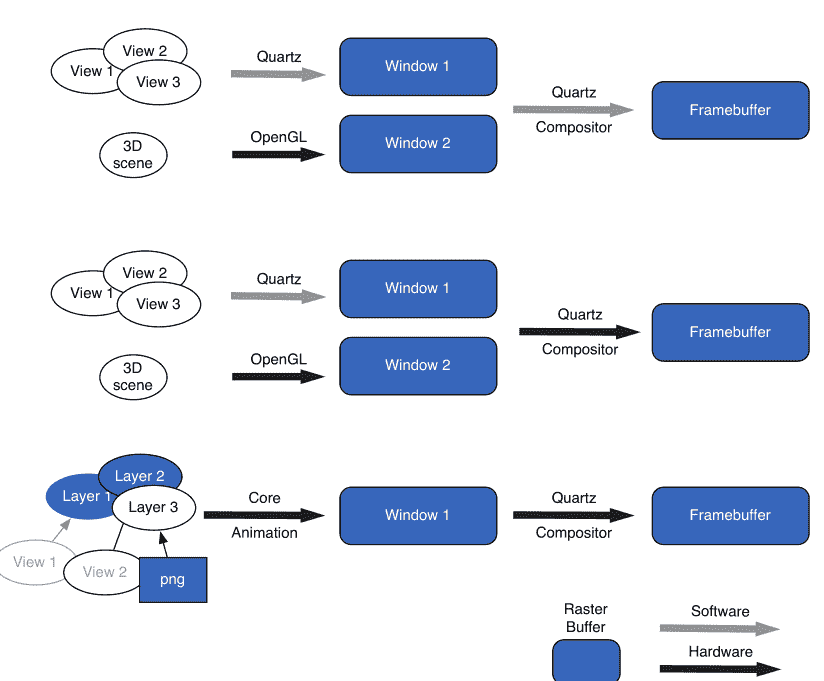 View 2
View 1
View 3
Quartz
Window 1
3D
scene
OpenGL
Window 2
Quartz
Compositor
Framebuffer
View 2
View 1
View 3
Quartz
Window 1
3D
scene
OpenGL
Window 2
Quartz
Compositor
Framebuffer
Layer 2
Layer 1
Layer 3
View 1
View 2
png
Core
Animation
Window 1
Quartz
Compositor
Framebuffer
Raster
Buffer
Software
Hardware